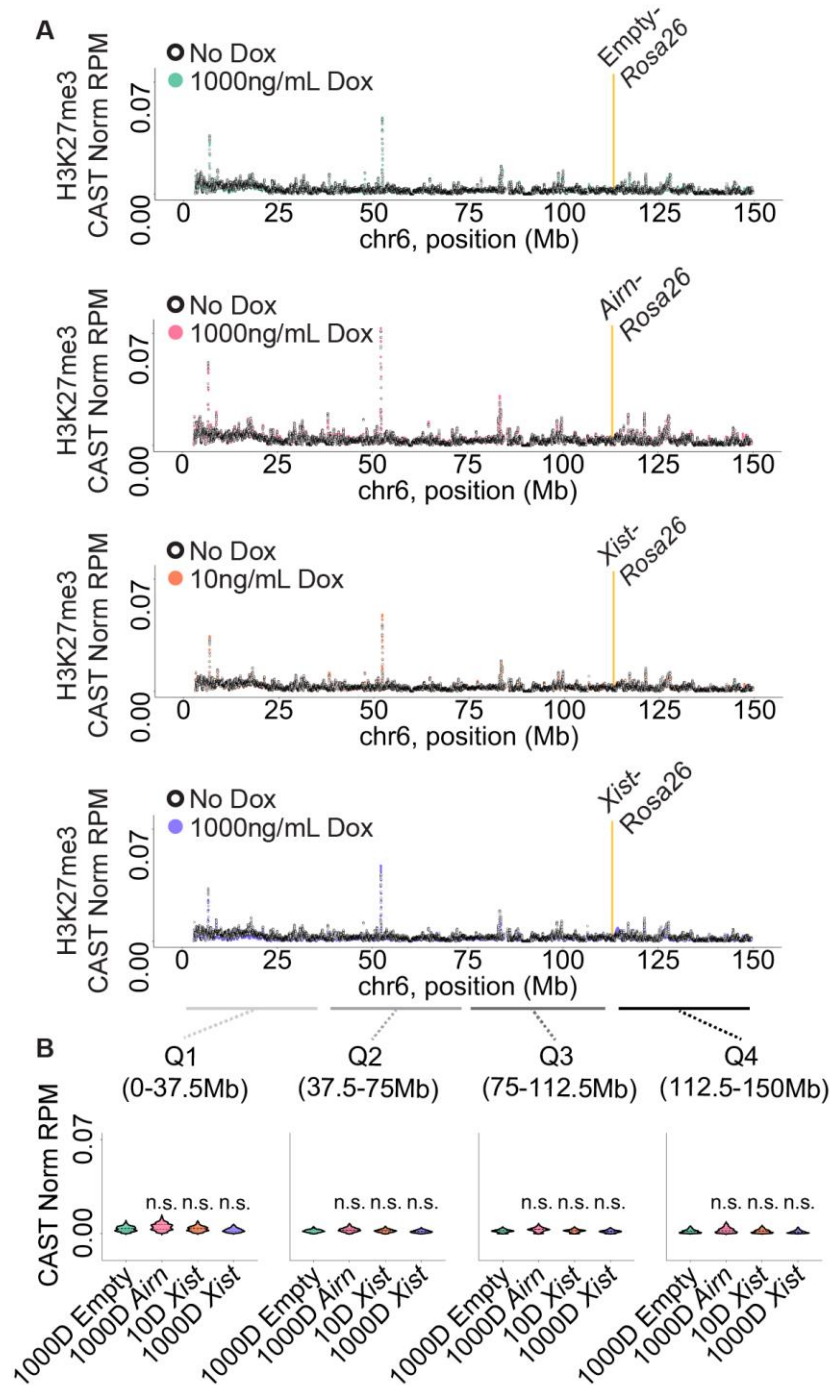 A
No Dox
1000ng/mL Dox
Empty-
Rosa26
H3K27me3
CAST Norm RPM
0.07
0.00
0 25 50 75 100 125 150
chr6, position (Mb)
No Dox
1000ng/mL Dox
Airn-
Rosa26
H3K27me3
CAST Norm RPM
0.07
0.00
0 25 50 75 100 125 150
chr6, position (Mb)
No Dox
10ng/mL Dox
Xist-
Rosa26
H3K27me3
CAST Norm RPM
0.07
0.00
0 25 50 75 100 125 150
chr6, position (Mb)
No Dox
1000ng/mL Dox
Xist-
Rosa26
H3K27me3
CAST Norm RPM
0.07
0.00
0 25 50 75 100 125 150
chr6, position (Mb)
B
Q1 Q2 Q3 Q4
(0-37.5Mb) (37.5-75Mb) (75-112.5Mb) (112.5-150Mb)
CAST Norm RPM
0.07
0.00
n.s. n.s. n.s. n.s. n.s. n.s. n.s. n.s. n.s. n.s. n.s. n.s.
1000D Empty 1000D Airn 10D Xist 1000D Xist 1000D Empty 1000D Airn 10D Xist 1000D Xist 1000D Empty 1000D Airn 10D Xist 1000D Xist 1000D Empty 1000D Airn 10D Xist 1000D Xist